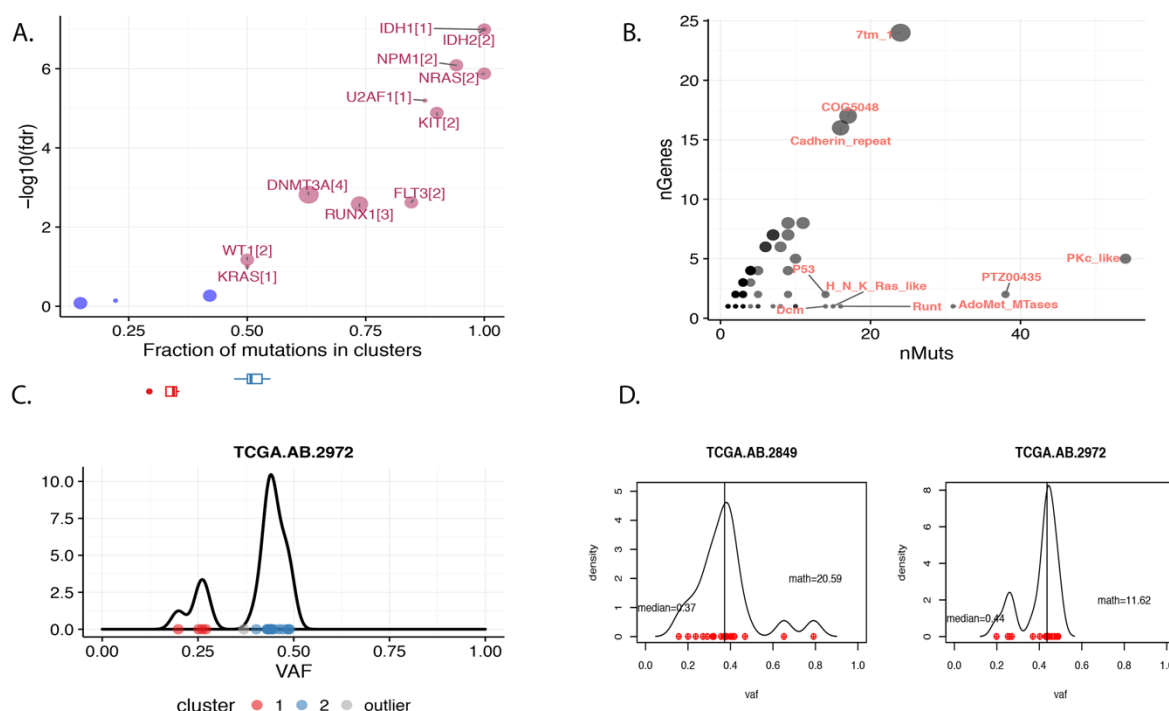 A.
IDH1[1]
IDH2[2]
NPM1[2]
NRAS[2]
U2AF1[1]
KIT[2]
DNMT3A[4]
FLT3[2]
RUNX1[3]
WT1[2]
KRAS[1]
6
4
2
0
−log10(fdr)
0.25
0.50
0.75
1.00
Fraction of mutations in clusters
B.
25
20
15
10
5
0
nGenes
7tm_1
COG5048
Cadherin_repeat
PKc_like
P53
PTZ00435
H_N_K_Ras_like
Dcm
Runt
AdoMet_MTases
0
20
40
nMuts
C.
TCGA.AB.2972
10.0
7.5
5.0
2.5
0.0
0.00
0.25
0.50
0.75
1.00
VAF
cluster 1 2 outlier
D.
TCGA.AB.2849
density
5
4
3
2
1
0
math=20.59
median=0.37
0.0 0.2 0.4 0.6 0.8 1.0
vaf
TCGA.AB.2972
density
8
6
4
2
0
math=11.62
median=0.44
0.0 0.2 0.4 0.6 0.8 1.0
vaf